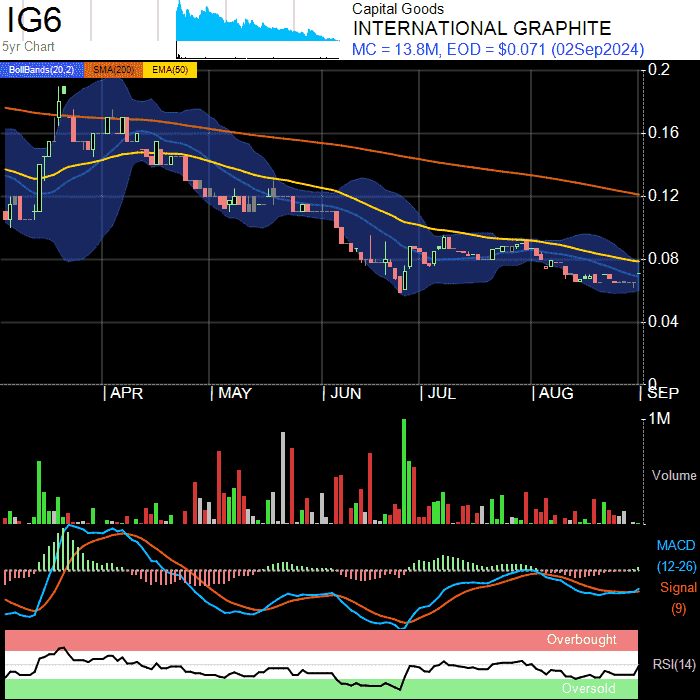 IG6
5yr Chart
Capital Goods
INTERNATIONAL GRAPHITE
MC = 13.8M, EOD = $0.071 (02Sep2024)
BollBands(20,2) SMA(200) EMA(50)
0.2
0.16
0.12
0.08
0.04
0
APR MAY JUN JUL AUG SEP
1M
Volume
MACD
(12-26)
Signal
(9)
Overbought
RSI(14)
Oversold